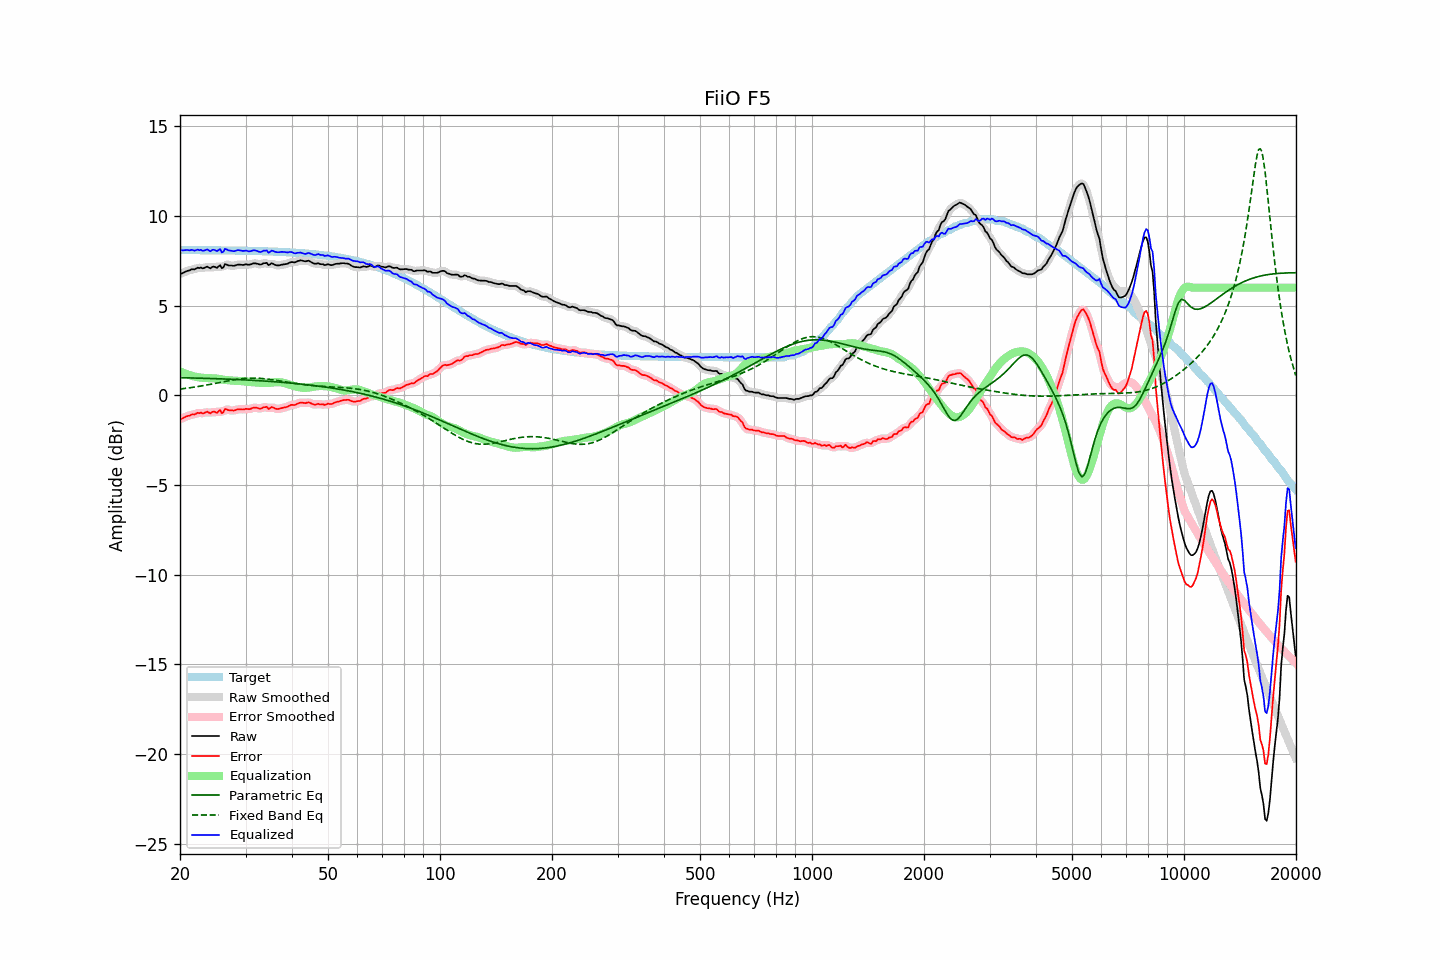 FiiO F5
Amplitude (dBr)
15
10
5
0
−5
−10
−15
−20
−25
Target
Raw Smoothed
Error Smoothed
Raw
Error
Equalization
Parametric Eq
Fixed Band Eq
Equalized
20 50 100 200 500 1000 2000 5000 10000 20000
Frequency (Hz)